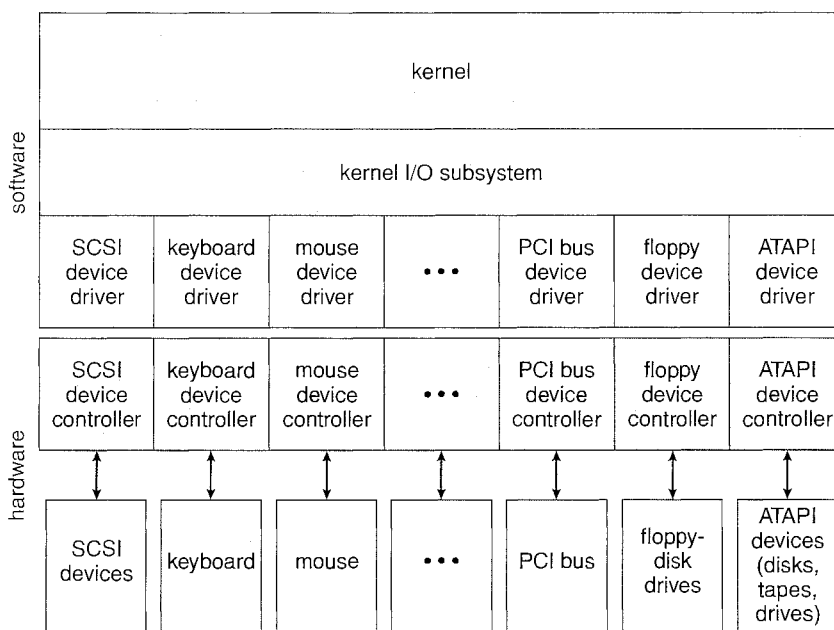 kernel
software
kernel I/O subsystem
SCSI
device
driver
keyboard
device
driver
mouse
device
driver
•••
PCI bus
device
driver
floppy
device
driver
ATAPI
device
driver
hardware
SCSI
device
controller
keyboard
device
controller
mouse
device
controller
•••
PCI bus
device
controller
floppy
device
controller
ATAPI
device
controller
SCSI
devices
keyboard
mouse
•••
PCI bus
floppy-
disk
drives
ATAPI
devices
(disks,
tapes,
drives)